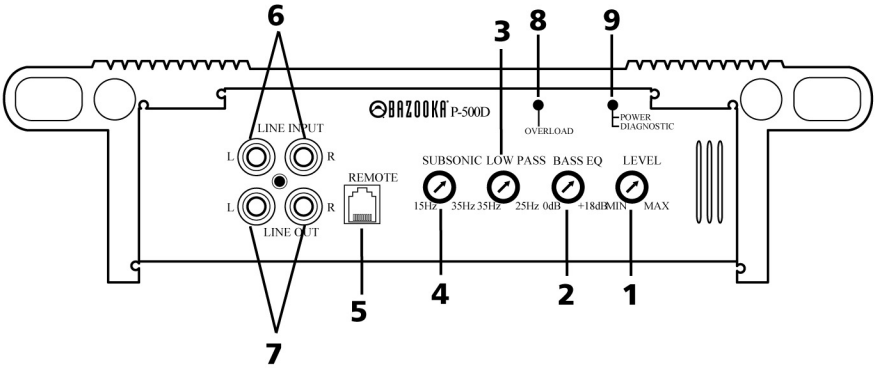 6
3
8
9
BAZOOKA P-500D
POWER
DIAGNOSTIC
OVERLOAD
LINE INPUT
L R
SUBSONIC LOW PASS BASS EQ LEVEL
REMOTE
15Hz 35Hz 35Hz 25Hz 0dB +18dB MIN MAX
L R
LINE OUT
5
4
2
1
7